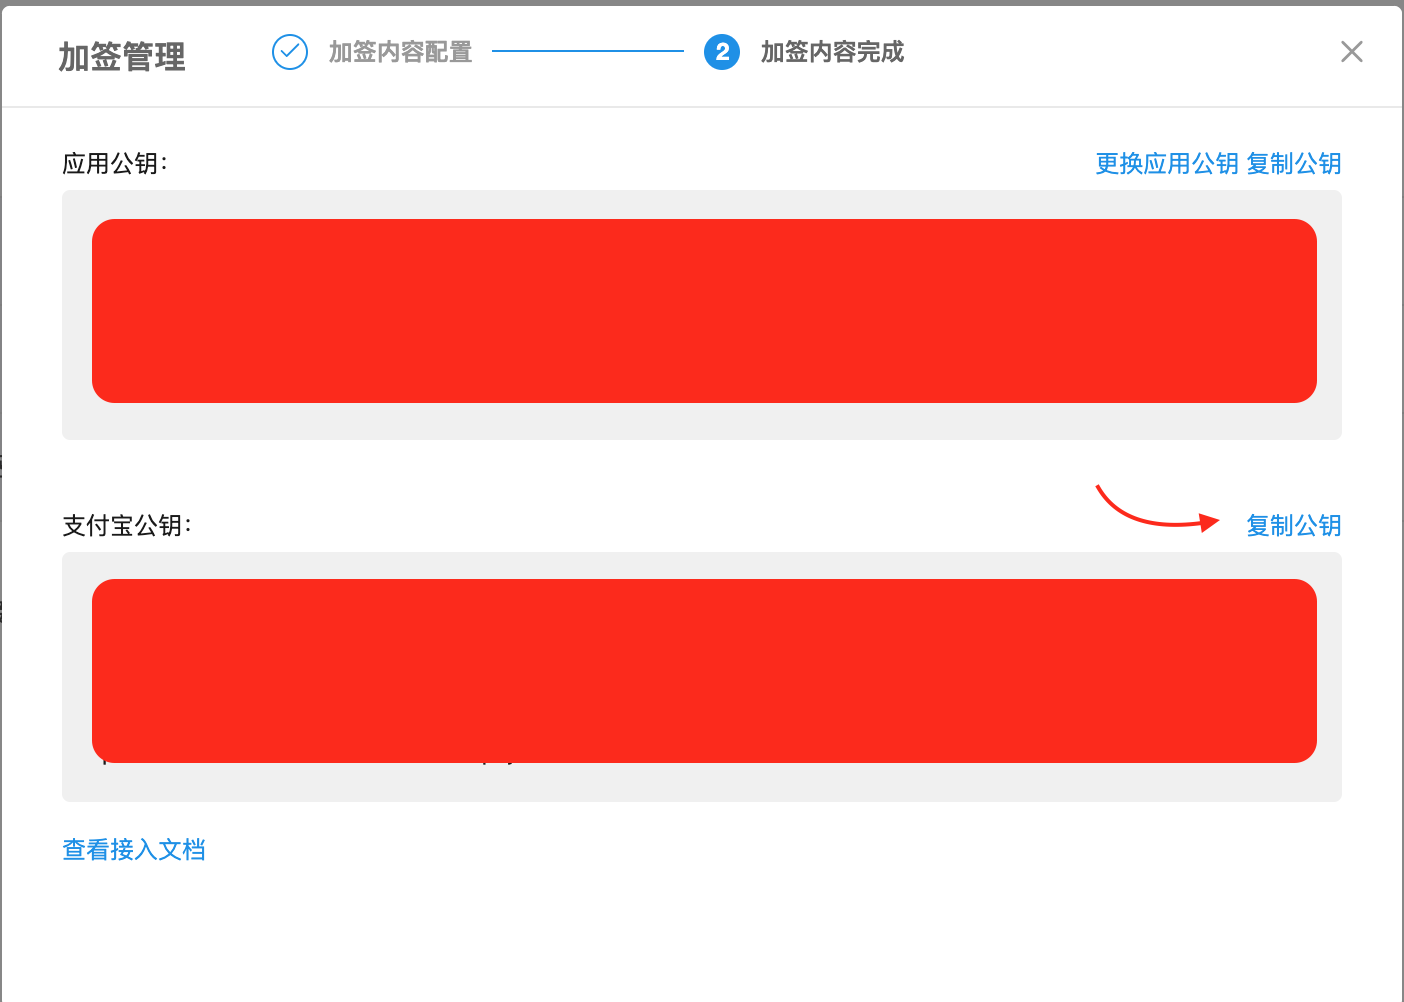 加签管理
加签内容配置
2 加签内容完成
应用公钥：
更换应用公钥 复制公钥
支付宝公钥：
复制公钥
查看接入文档